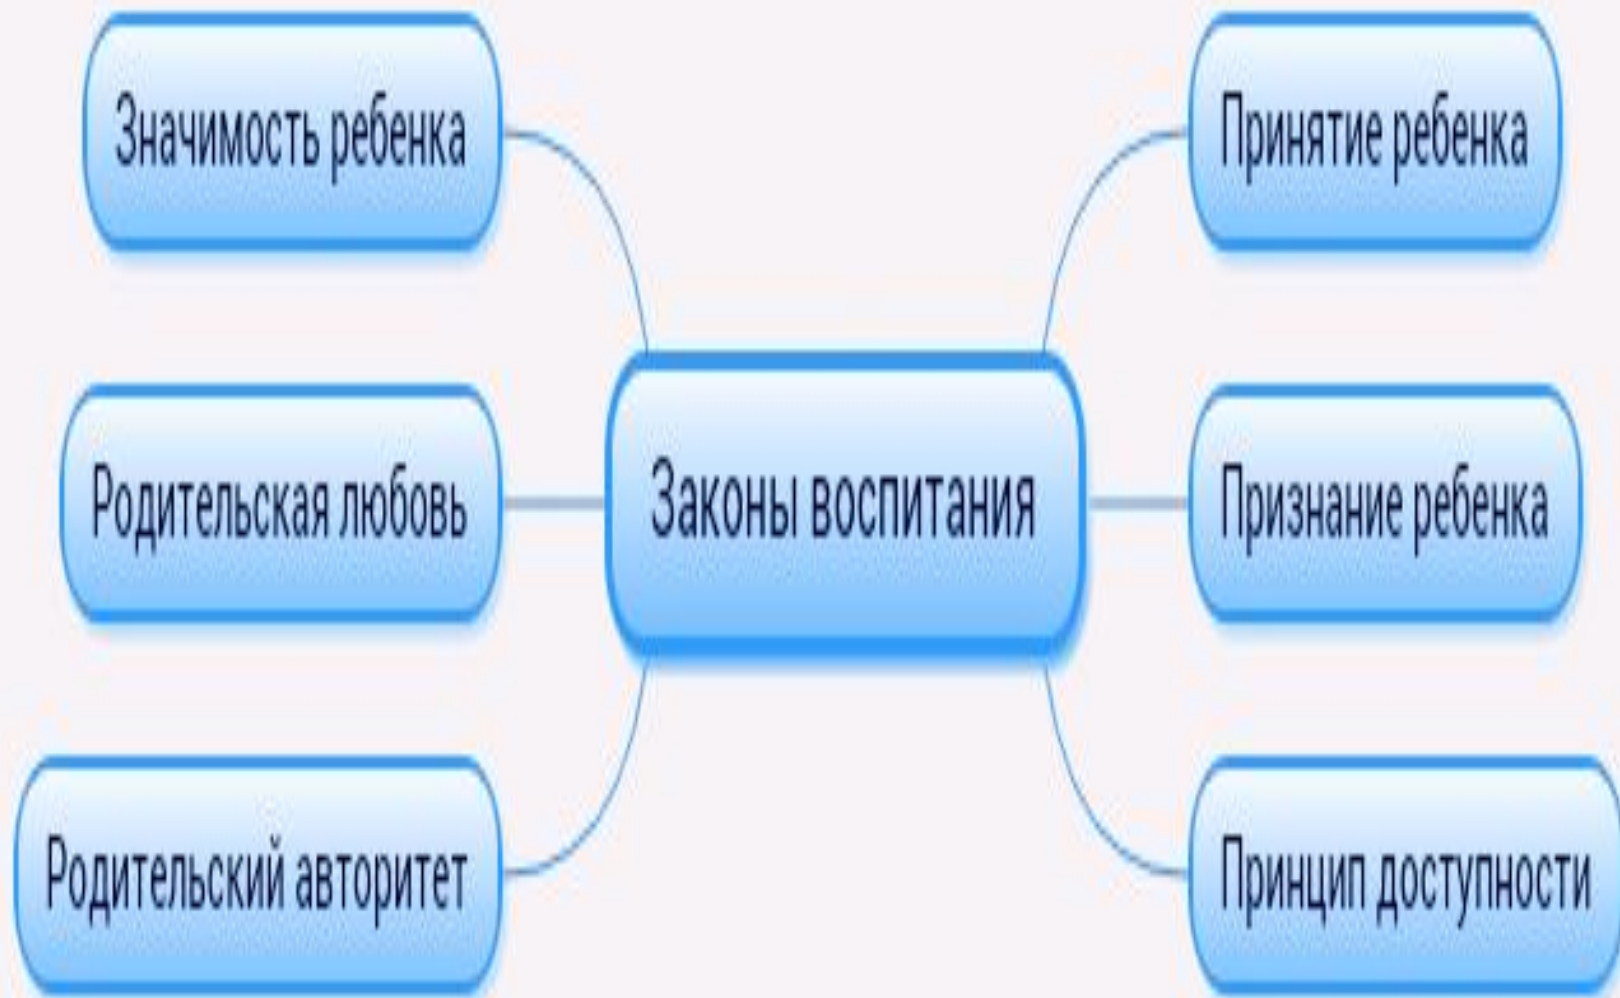 Значимость ребенка
Принятие ребенка
Родительская любовь
Законы воспитания
Признание ребенка
Родительский авторитет
Принцип доступности